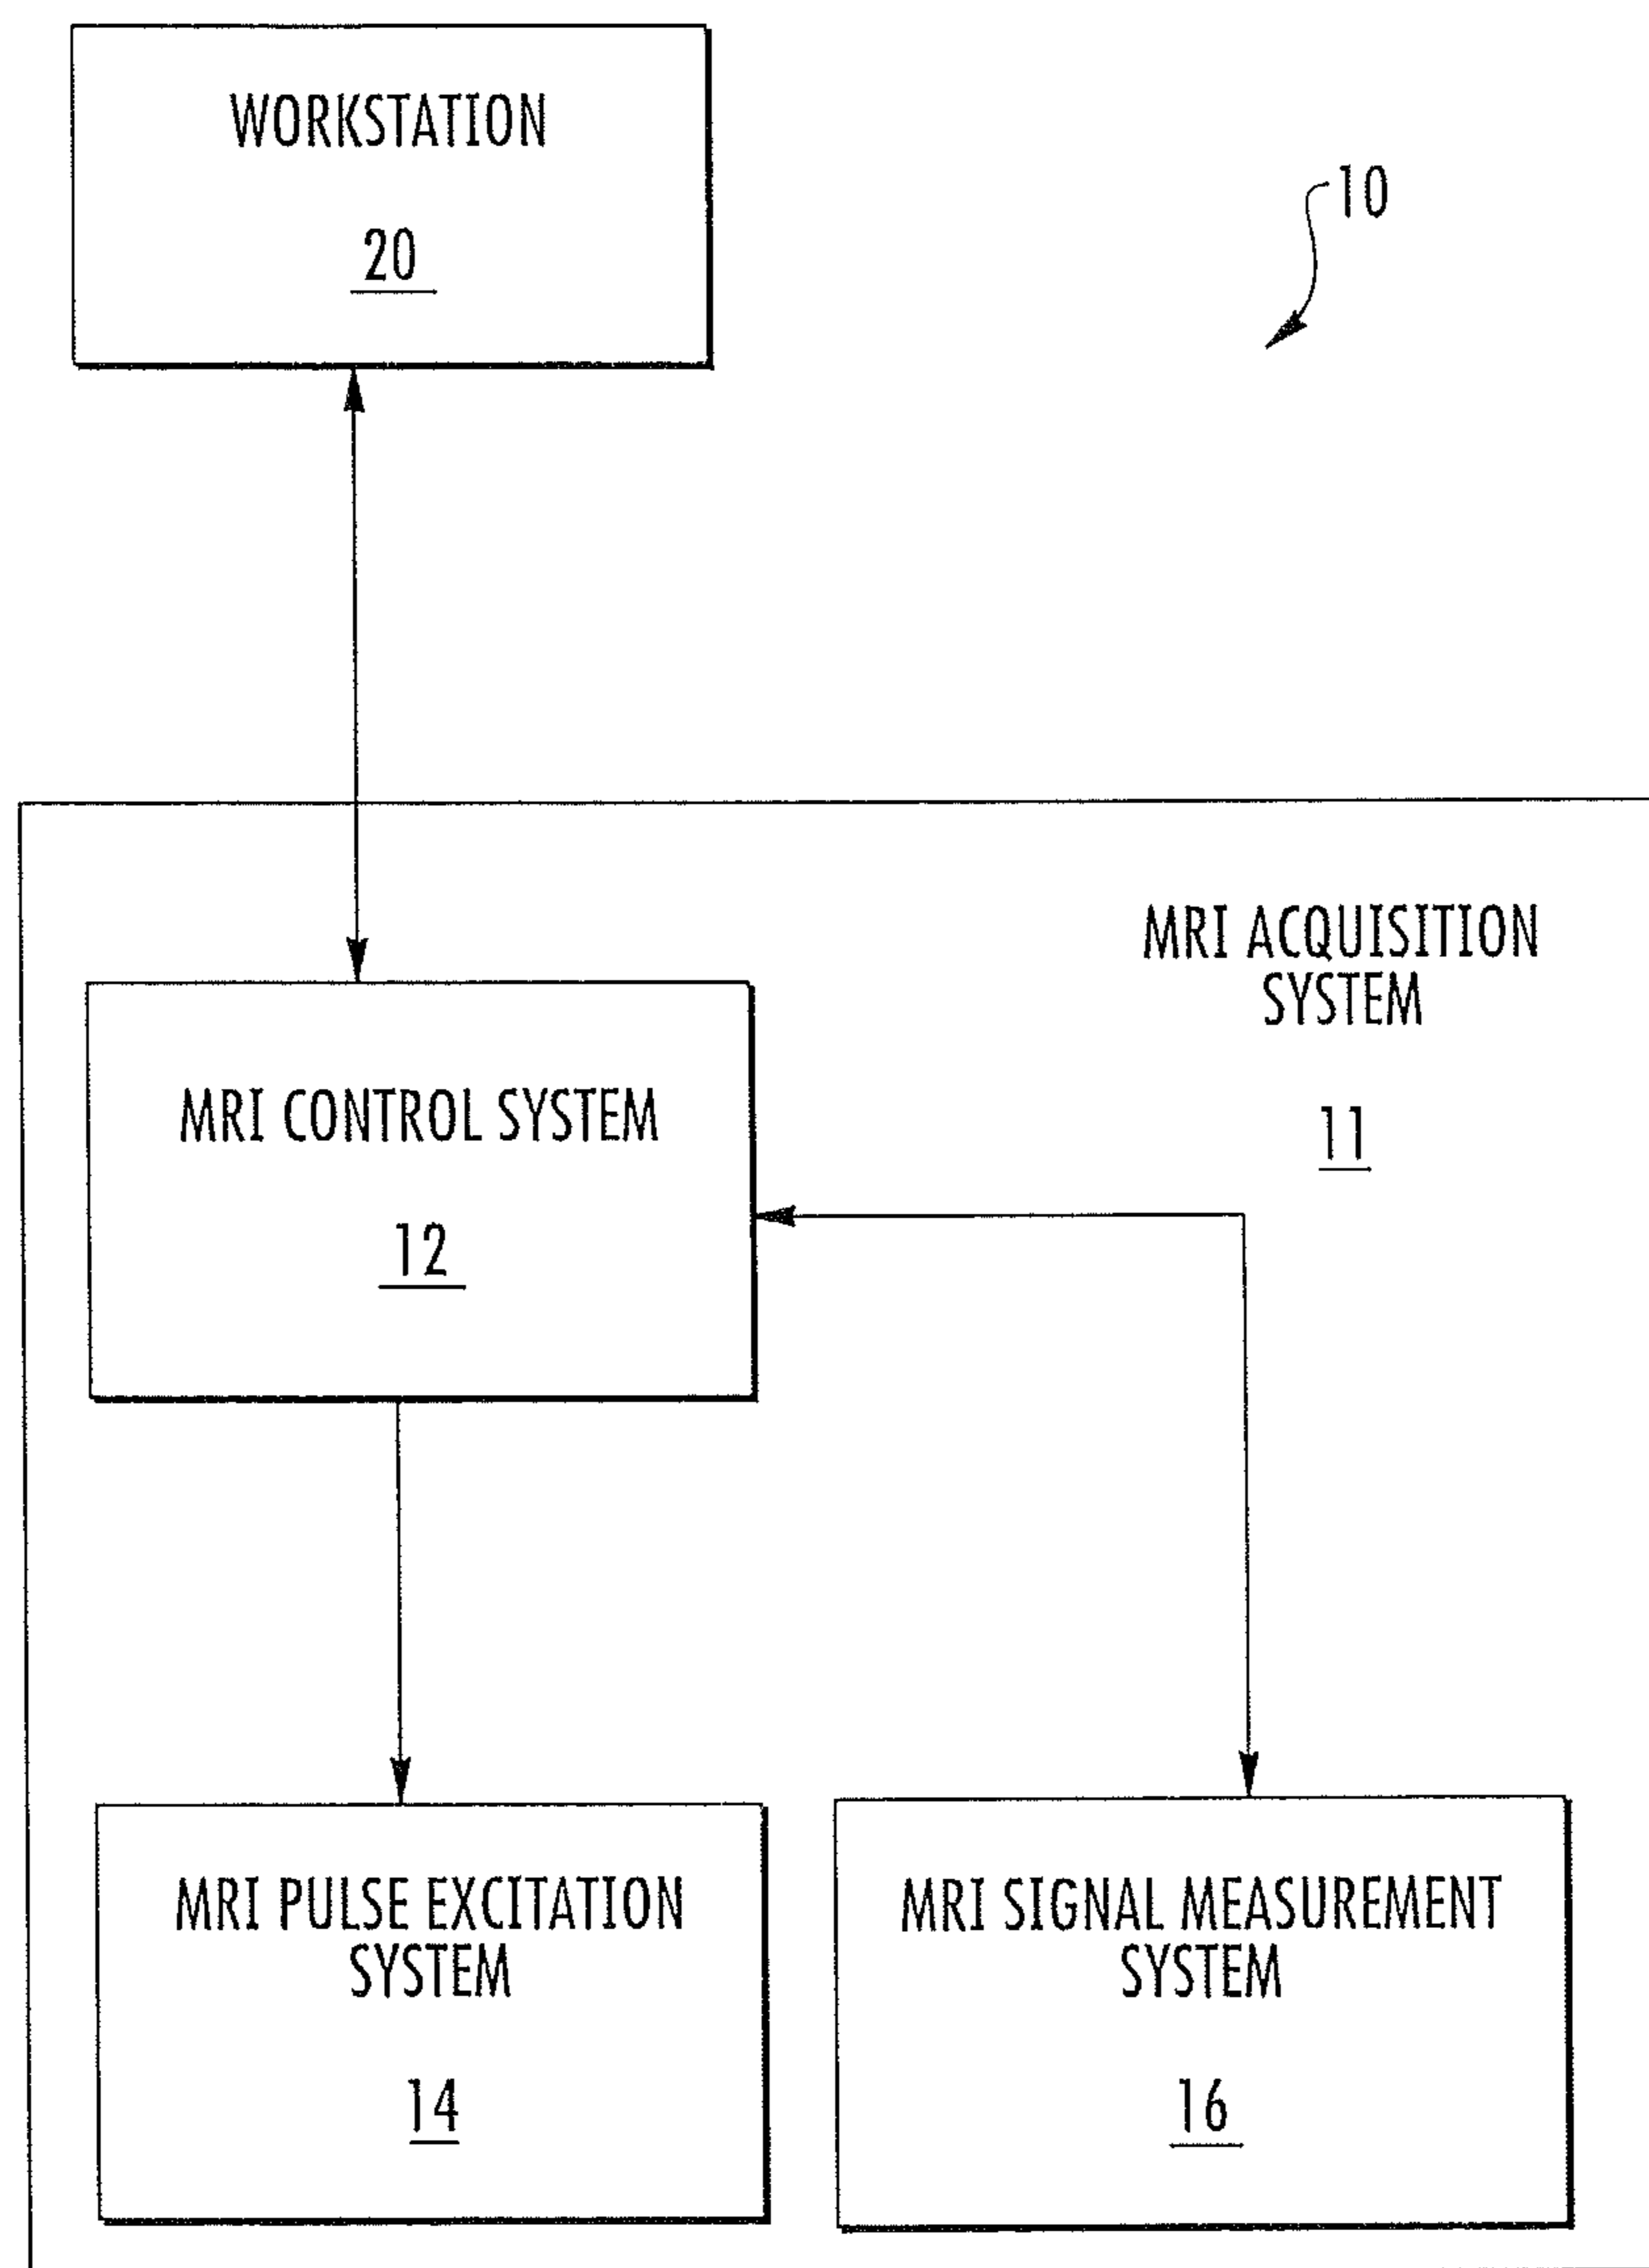 WORKSTATION
20
10
MRI ACQUISITION
SYSTEM
11
MRI CONTROL SYSTEM
12
MRI PULSE EXCITATION
SYSTEM
14
MRI SIGNAL MEASUREMENT
SYSTEM
16